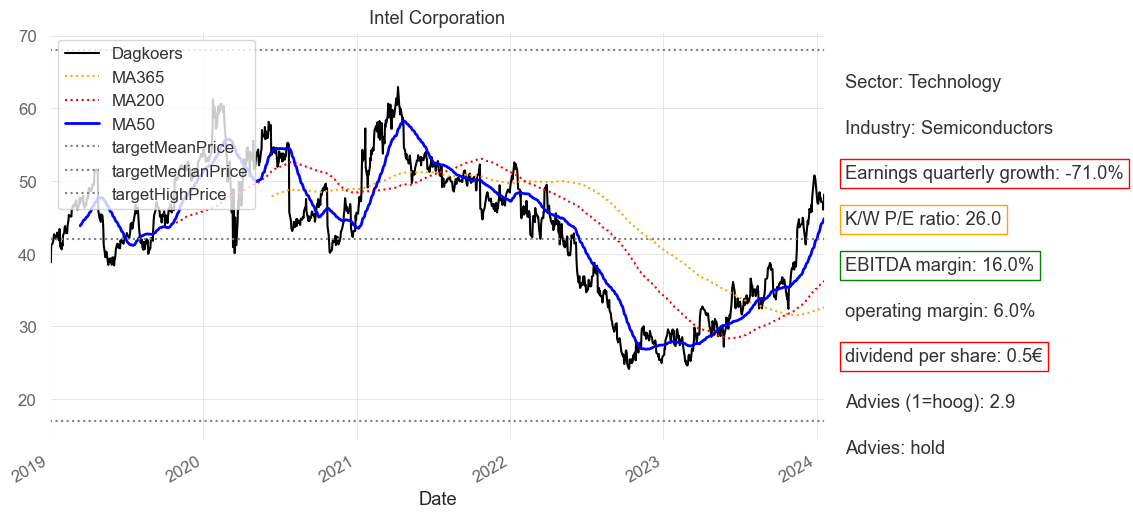 Intel Corporation
70
60
50
40
30
20
Dagkoers
MA365
MA200
MA50
targetMeanPrice
targetMedianPrice
targetHighPrice
2019
2020
2021
2022
2023
2024
Date
Sector: Technology
Industry: Semiconductors
Earnings quarterly growth: -71.0%
K/W P/E ratio: 26.0
EBITDA margin: 16.0%
operating margin: 6.0%
dividend per share: 0.5€
Advies (1=hoog): 2.9
Advies: hold